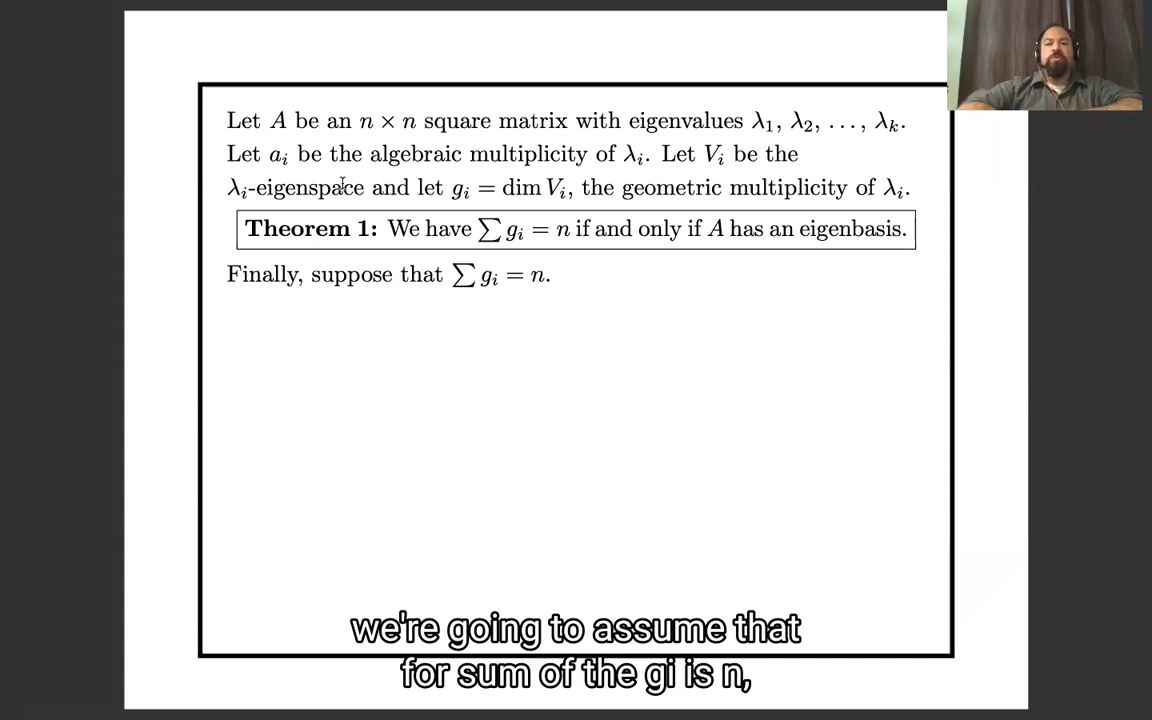 Let A be an n × n square matrix with eigenvalues λ₁, λ₂, …, λₖ.
Let aᵢ be the algebraic multiplicity of λᵢ. Let Vᵢ be the
λᵢ-eigenspace and let gᵢ = dim Vᵢ, the geometric multiplicity of λᵢ.
Theorem 1: We have ∑ gᵢ = n if and only if A has an eigenbasis.
Finally, suppose that ∑ gᵢ = n.
we're going to assume that
for sum of the gi is n,